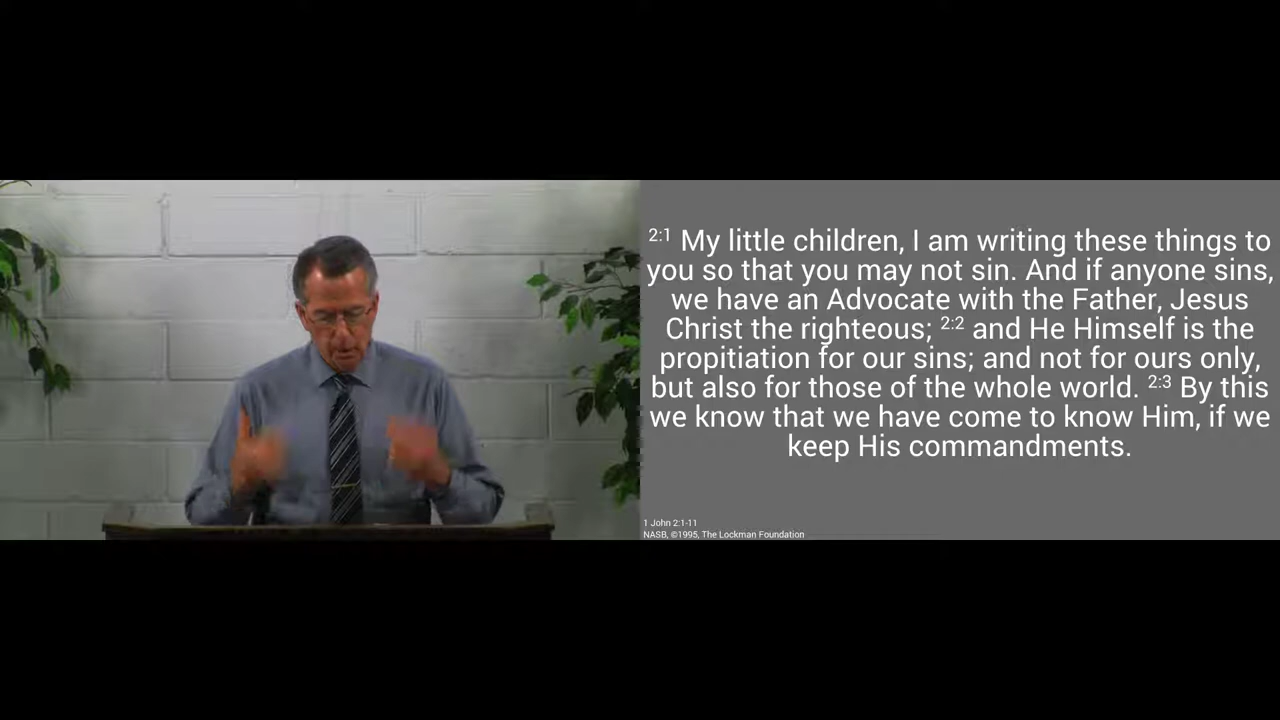 2:1 My little children, I am writing these things to
you so that you may not sin. And if anyone sins,
we have an Advocate with the Father, Jesus
Christ the righteous; 2:2 and He Himself is the
propitiation for our sins; and not for ours only,
but also for those of the whole world. 2:3 By this
we know that we have come to know Him, if we
keep His commandments.
1 John 2:1-11
NASB, ©1995, The Lockman Foundation